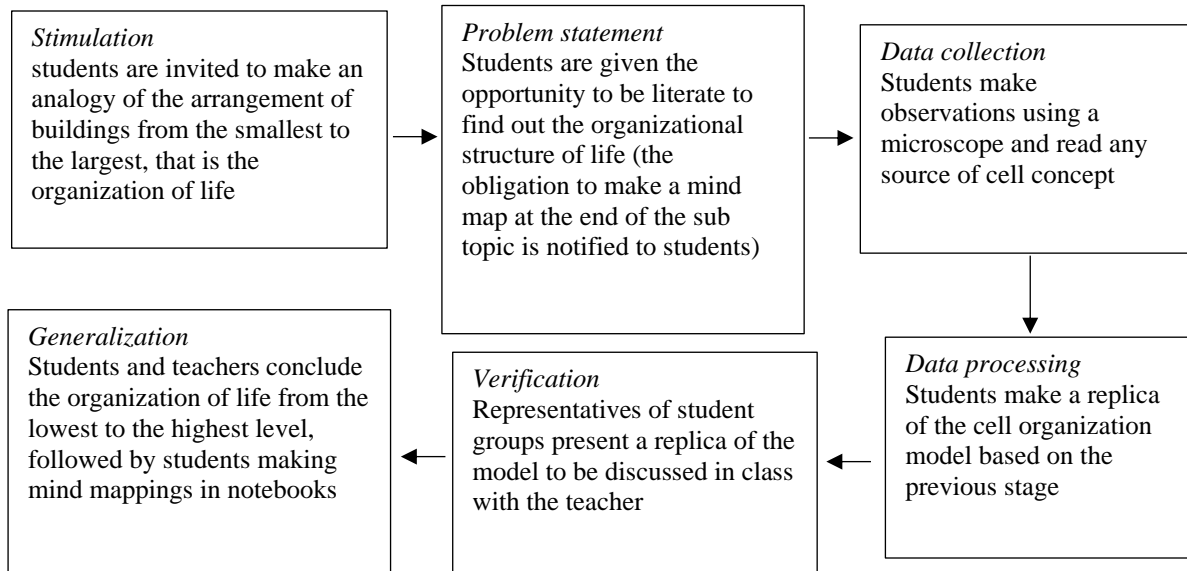 Stimulation
students are invited to make an
analogy of the arrangement of
buildings from the smallest to
the largest, that is the
organization of life
Problem statement
Students are given the
opportunity to be literate to
find out the organizational
structure of life (the
obligation to make a mind
map at the end of the sub
topic is notified to students)
Data collection
Students make
observations using a
microscope and read any
source of cell concept
Data processing
Students make a replica
of the cell organization
model based on the
previous stage
Verification
Representatives of student
groups present a replica of the
model to be discussed in class
with the teacher
Generalization
Students and teachers conclude
the organization of life from the
lowest to the highest level,
followed by students making
mind mappings in notebooks